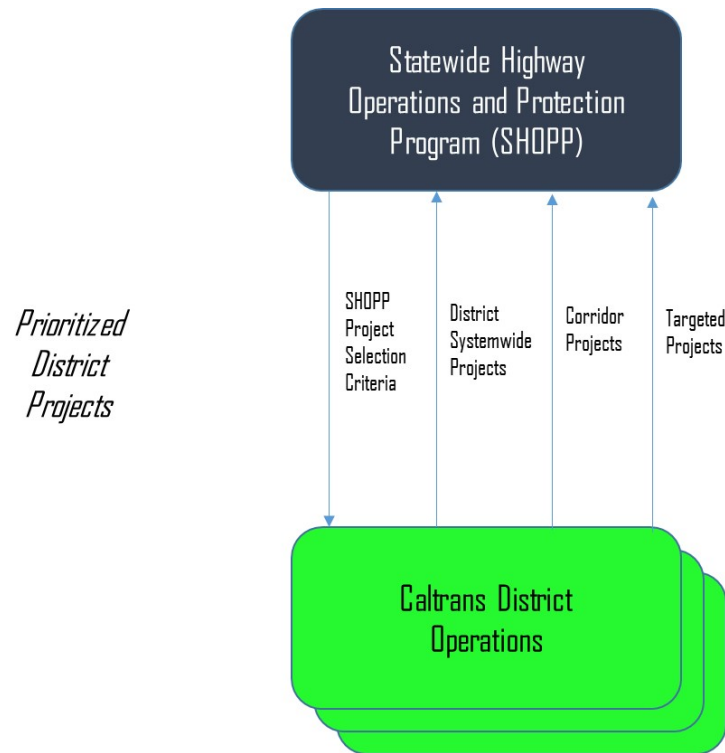 Statewide Highway
Operations and Protection
Program (SHOPP)
Prioritized
District
Projects
SHOPP
Project
Selection
Criteria
District
Systemwide
Projects
Corridor
Projects
Targeted
Projects
Caltrans District
Operations